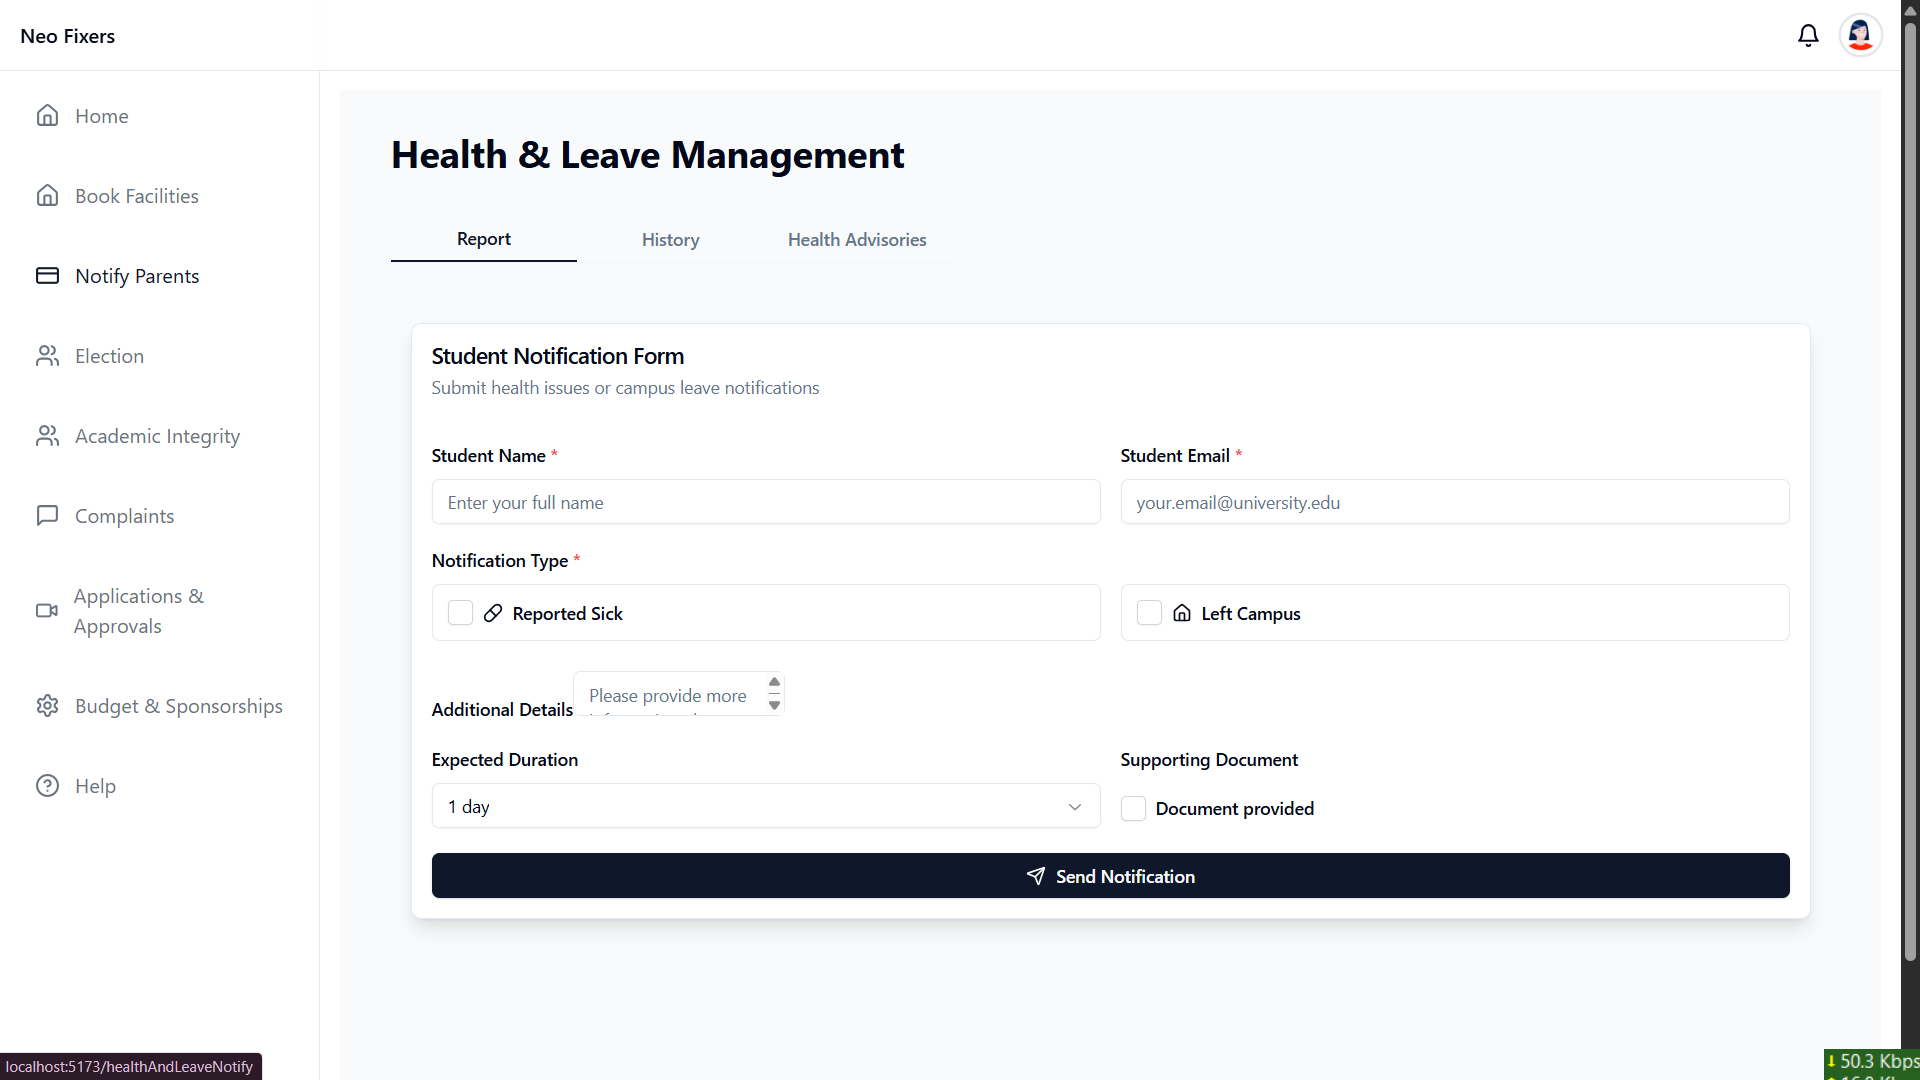 Neo Fixers
Home
Book Facilities
Notify Parents
Election
Academic Integrity
Complaints
Applications &
Approvals
Budget & Sponsorships
Help
Health & Leave Management
Report History Health Advisories
Student Notification Form
Submit health issues or campus leave notifications
Student Name * Student Email *
Enter your full name your.email@university.edu
Notification Type *
Reported Sick Left Campus
Additional Details Please provide more
Expected Duration Supporting Document
1 day Document provided
Send Notification
localhost:5173/healthAndLeaveNotify
50.3 Kbps